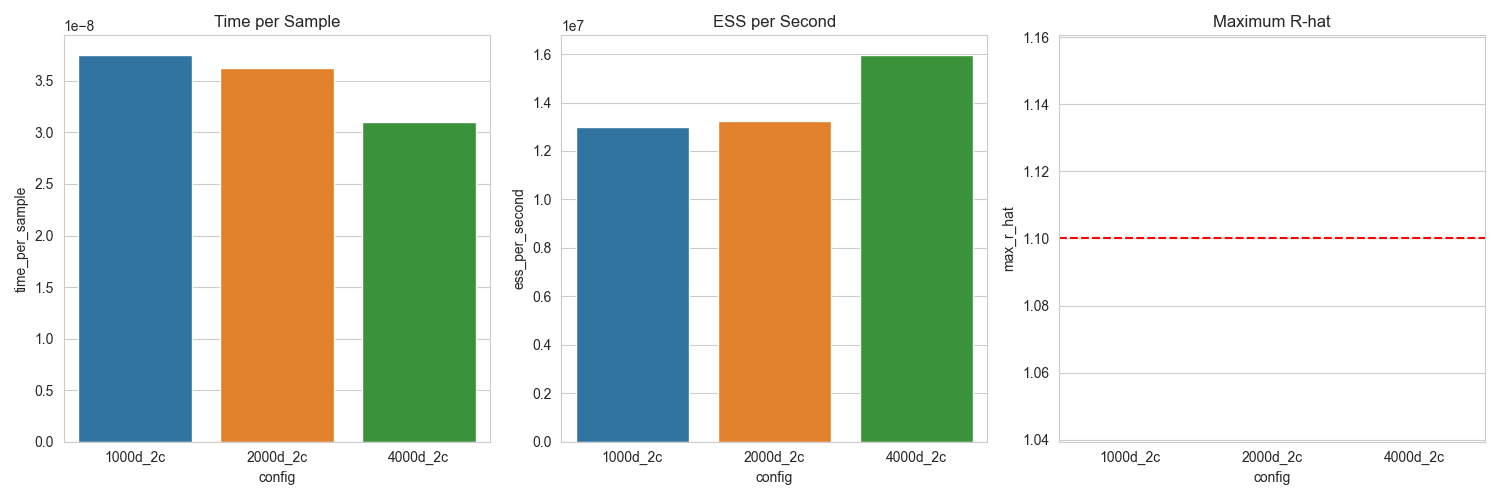 Time per Sample
1e−8
3.5
3.0
2.5
2.0
1.5
1.0
0.5
0.0
time_per_sample
1000d_2c
2000d_2c
4000d_2c
config
ESS per Second
1e7
1.6
1.4
1.2
1.0
0.8
0.6
0.4
0.2
0.0
ess_per_second
1000d_2c
2000d_2c
4000d_2c
config
Maximum R-hat
1.16
1.14
1.12
1.10
1.08
1.06
1.04
max_r_hat
1000d_2c
2000d_2c
4000d_2c
config